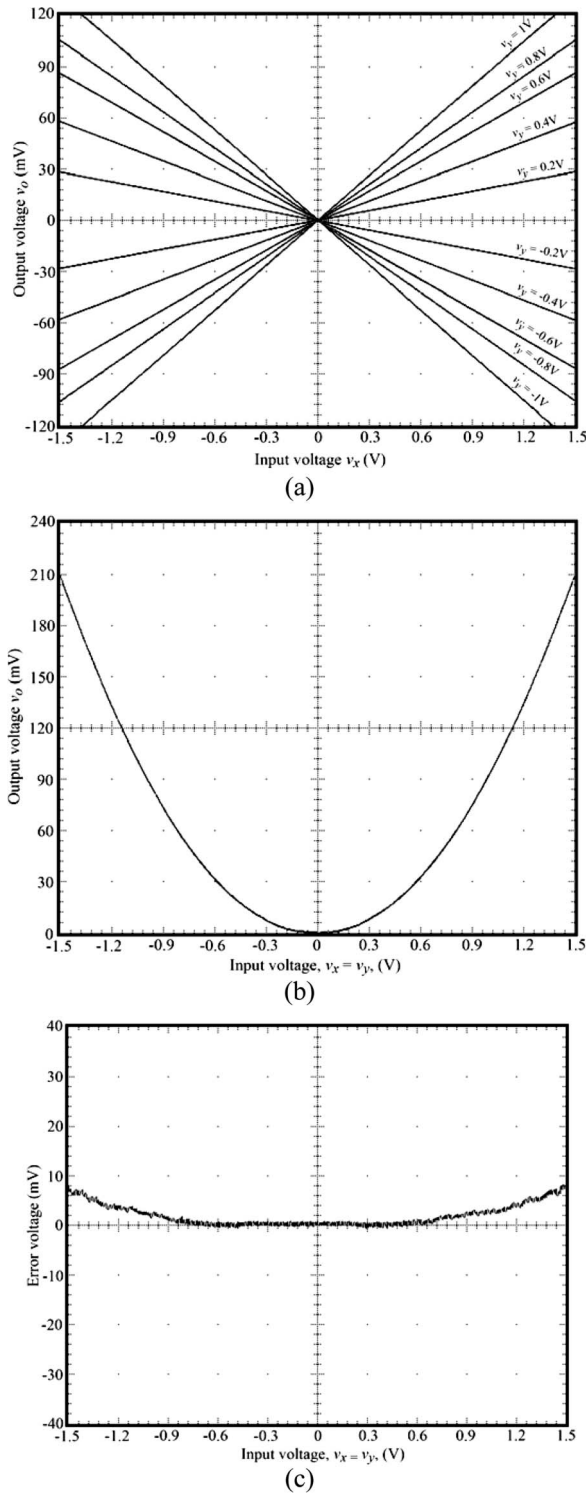 120
90
60
30
0
-30
-60
-90
-120
Output voltage vo (mV)
vy = 1V
vy = 0.8V
vy = 0.6V
vy = 0.4V
vy = 0.2V
vy = -0.2V
vy = -0.4V
vy = -0.6V
vy = -0.8V
vy = -1V
-1.5 -1.2 -0.9 -0.6 -0.3 0 0.3 0.6 0.9 1.2 1.5
Input voltage vx (V)
(a)
240
210
180
120
90
60
30
0
Output voltage vo (mV)
-1.5 -1.2 -0.9 -0.6 -0.3 0 0.3 0.6 0.9 1.2 1.5
Input voltage, vx = vy, (V)
(b)
40
30
20
10
0
-10
-20
-30
-40
Error voltage (mV)
-1.5 -1.2 -0.9 -0.6 -0.3 0 0.3 0.6 0.9 1.2 1.5
Input voltage, vx = vy, (V)
(c)